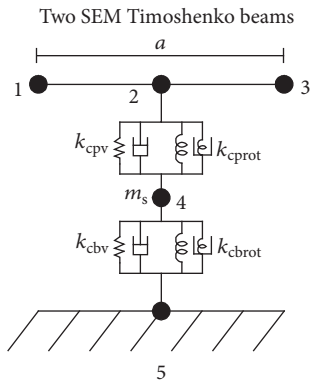 Two SEM Timoshenko beams
a
1
2
3
k_cpv
k_cprot
m_s
4
k_cbv
k_cbrot
5